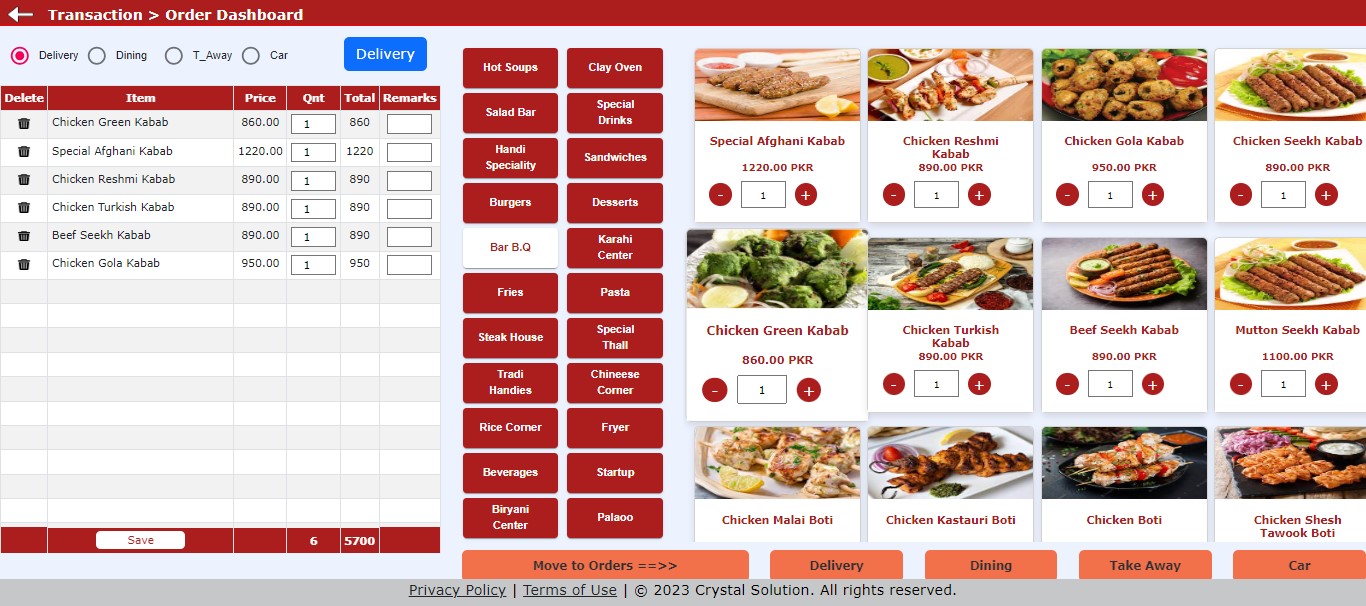 Transaction > Order Dashboard
Delivery Dining T_Away Car Delivery
Delete Item Price Qnt Total Remarks
Chicken Green Kabab 860.00 1 860
Special Afghani Kabab 1220.00 1 1220
Chicken Reshmi Kabab 890.00 1 890
Chicken Turkish Kabab 890.00 1 890
Beef Seekh Kabab 890.00 1 890
Chicken Gola Kabab 950.00 1 950
Save 6 5700
Hot Soups Clay Oven
Salad Bar Special
Drinks
Handi
Speciality Sandwiches
Burgers Desserts
Bar B.Q Karahi
Center
Fries Pasta
Steak House Special
Thall
Tradi
Handies Chineese
Corner
Rice Corner Fryer
Beverages Startup
Biryani
Center Palaoo
Special Afghani Kabab
1220.00 PKR
- 1 +
Chicken Reshmi
Kabab
890.00 PKR
- 1 +
Chicken Gola Kabab
950.00 PKR
- 1 +
Chicken Seekh Kabab
890.00 PKR
- 1 +
Chicken Green Kabab
860.00 PKR
- 1 +
Chicken Turkish
Kabab
890.00 PKR
- 1 +
Beef Seekh Kabab
890.00 PKR
- 1 +
Mutton Seekh Kabab
1100.00 PKR
- 1 +
Chicken Malai Boti
Chicken Kastauri Boti
Chicken Boti
Chicken Shesh
Tawook Boti
Move to Orders ==>> Delivery Dining Take Away Car
Privacy Policy | Terms of Use | © 2023 Crystal Solution. All rights reserved.